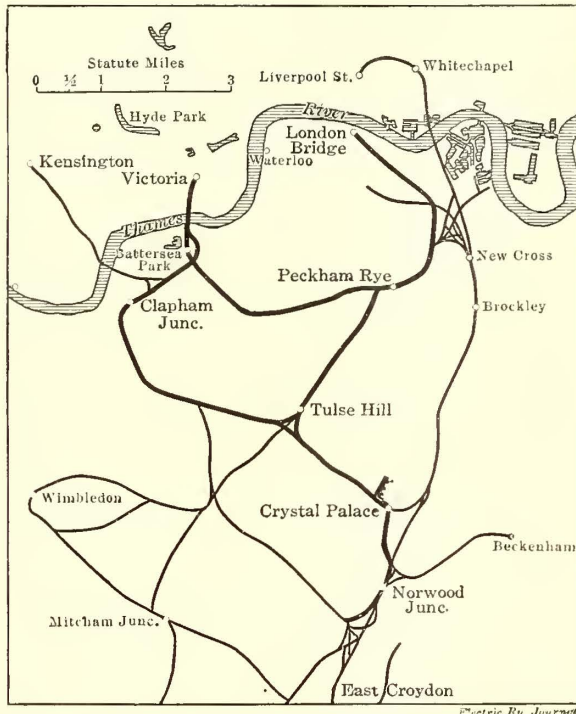 Statute Miles
0 ½ 1 2 3
Hyde Park
Liverpool St.
Whitechapel
River
London
Bridge
Waterloo
Kensington
Victoria
Thames
Battersea
Park
New Cross
Peckham Rye
Brockley
Clapham
Junc.
Tulse Hill
Wimbledon
Crystal Palace
Beckenham
Norwood
Junc.
Mitcham Junc.
East Croydon
Electric Ry. Journal